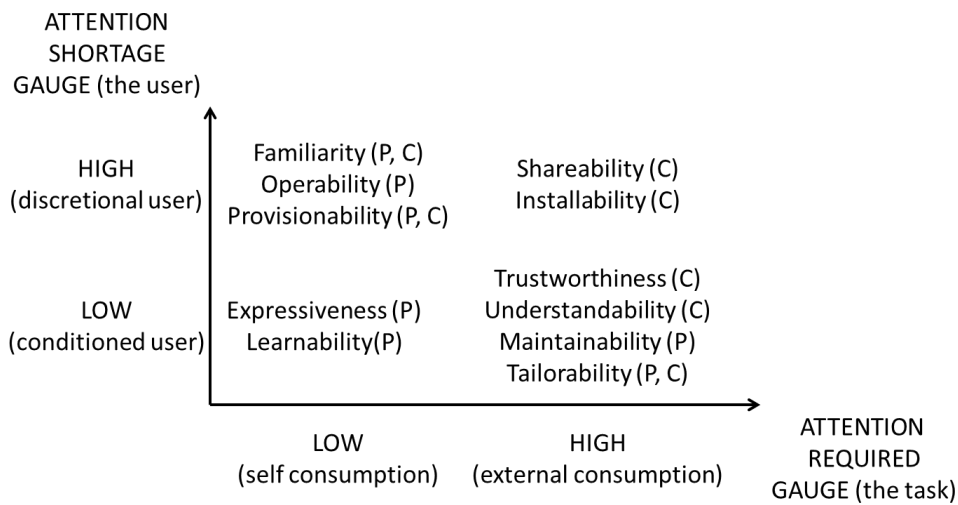 ATTENTION
SHORTAGE
GAUGE (the user)
HIGH
(discretional user)
Familiarity (P, C)
Operability (P)
Provisionability (P, C)
Shareability (C)
Installability (C)
LOW
(conditioned user)
Expressiveness (P)
Learnability(P)
Trustworthiness (C)
Understandability (C)
Maintainability (P)
Tailorability (P, C)
LOW
(self consumption)
HIGH
(external consumption)
ATTENTION
REQUIRED
GAUGE (the task)